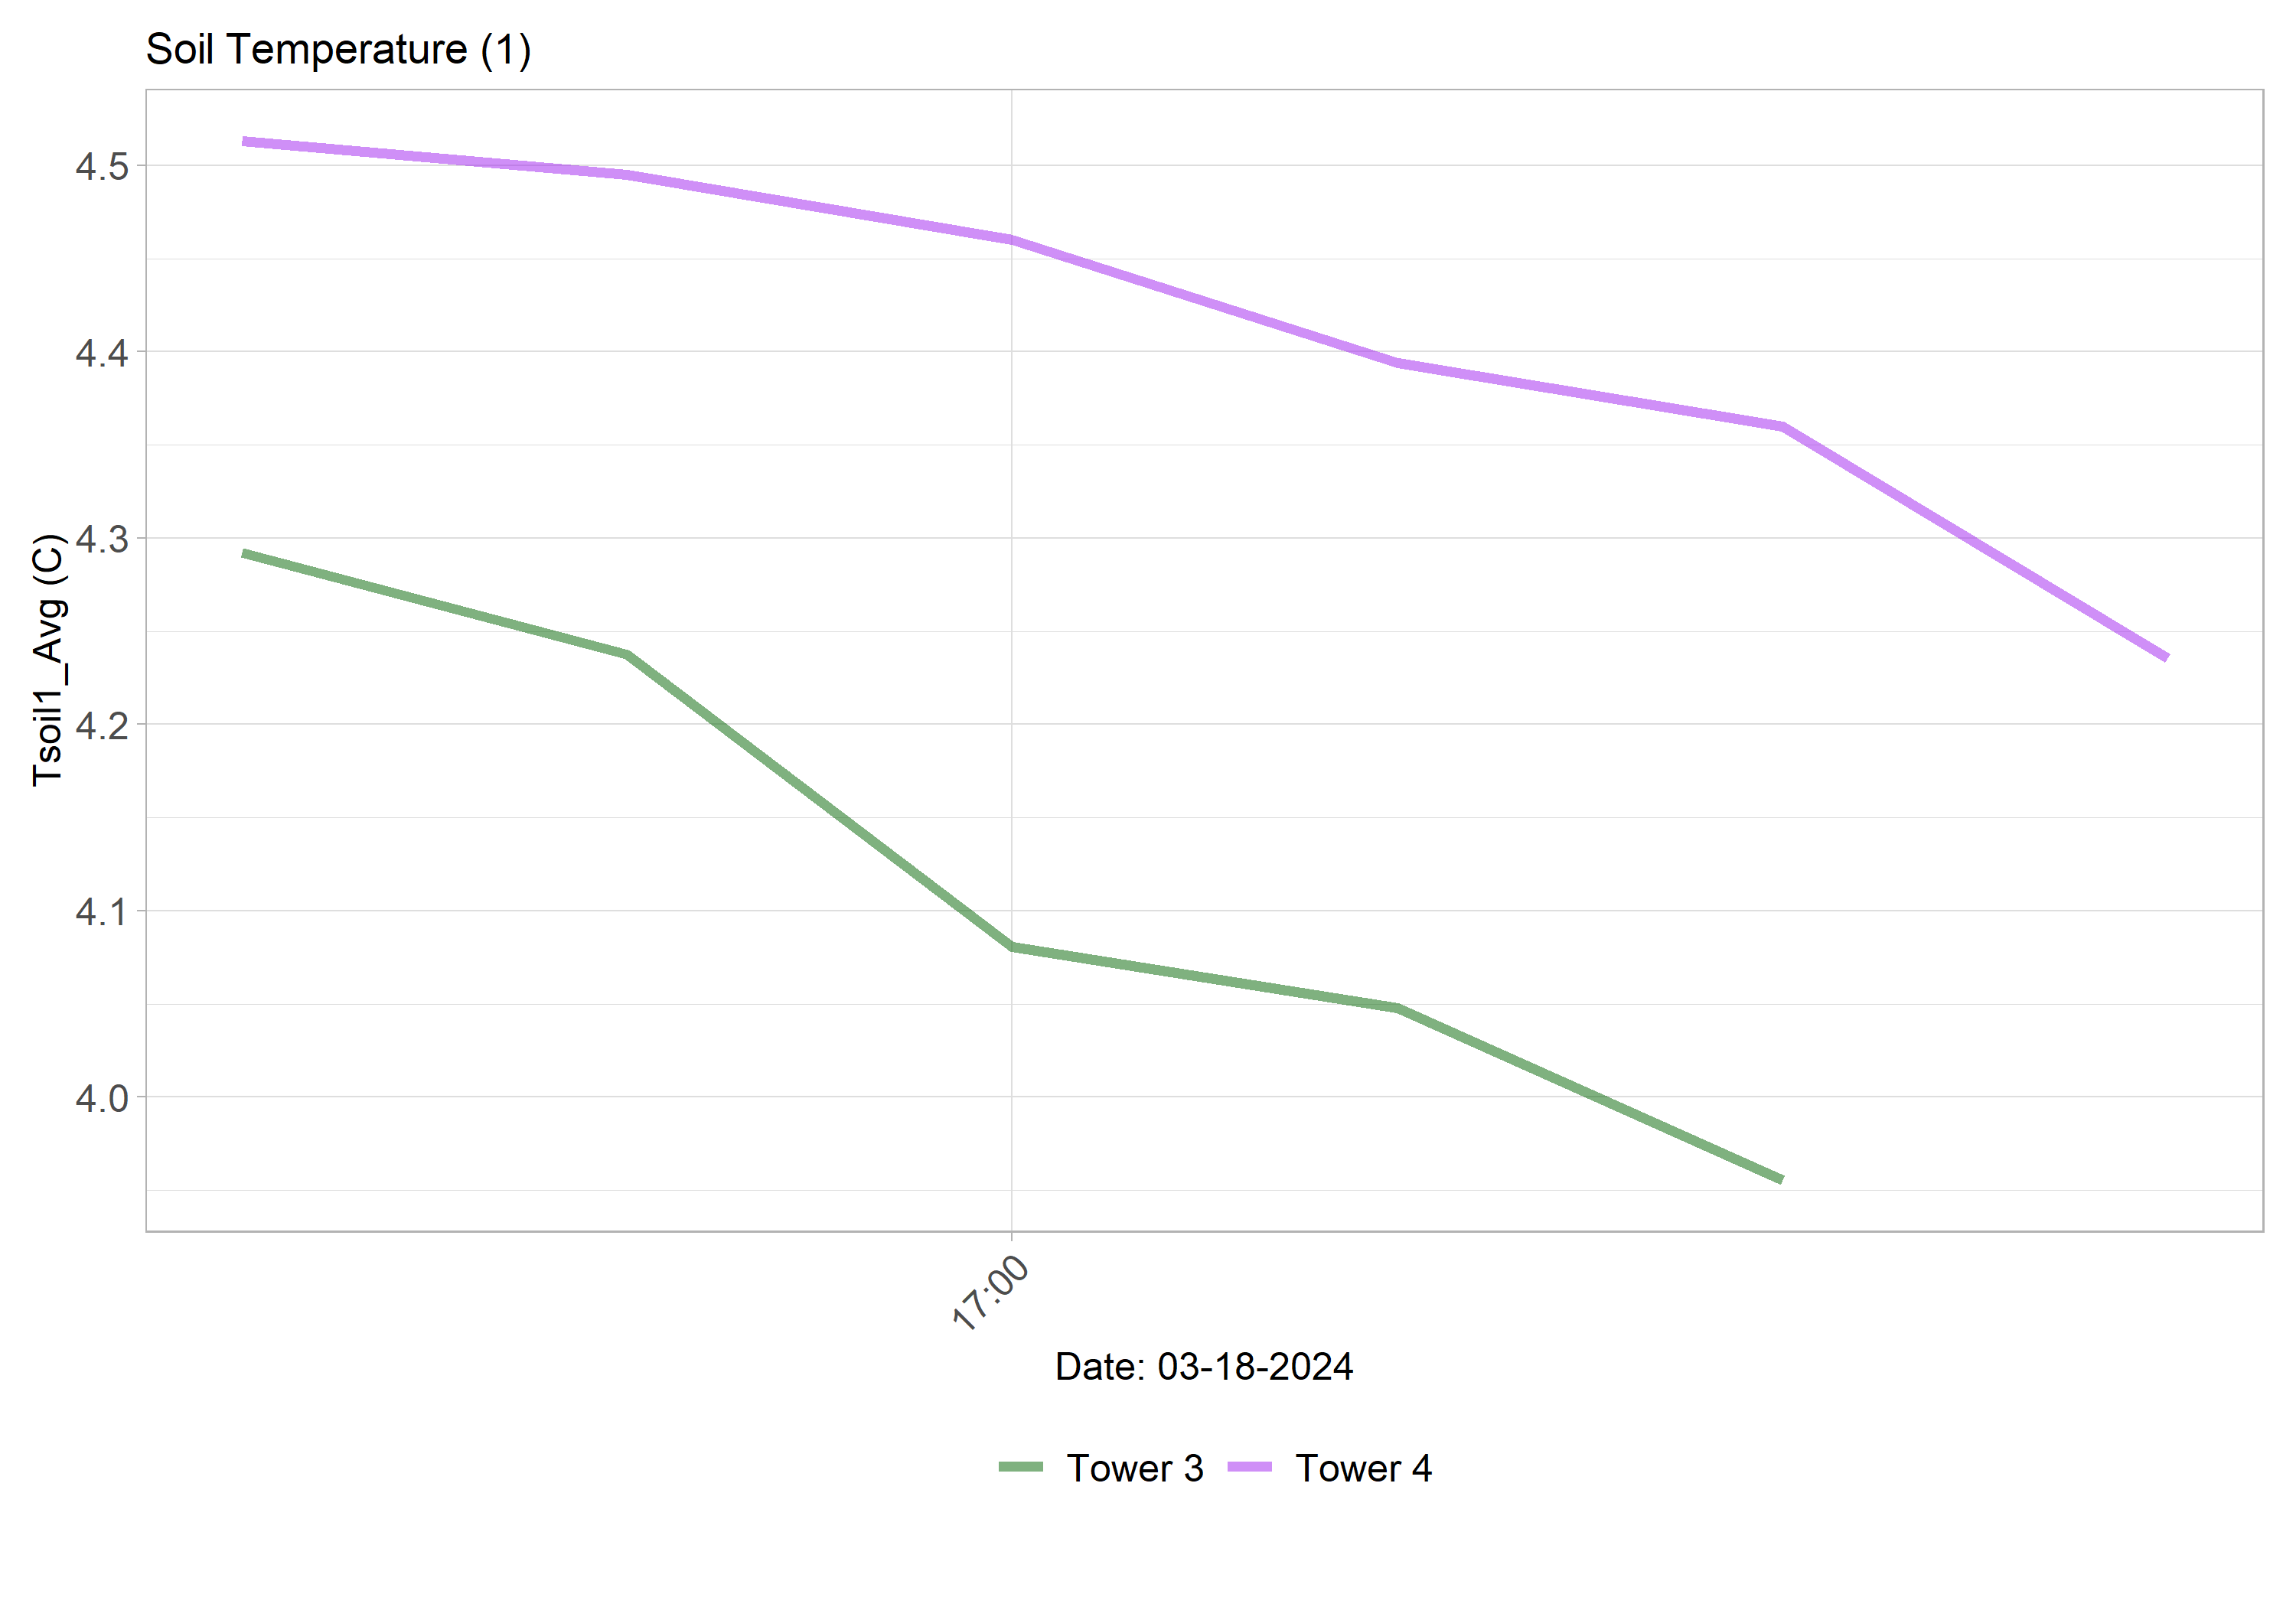 Soil Temperature (1)
Tsoil1_Avg (C)
4.5
4.4
4.3
4.2
4.1
4.0
17:00
Date: 03-18-2024
Tower 3 Tower 4